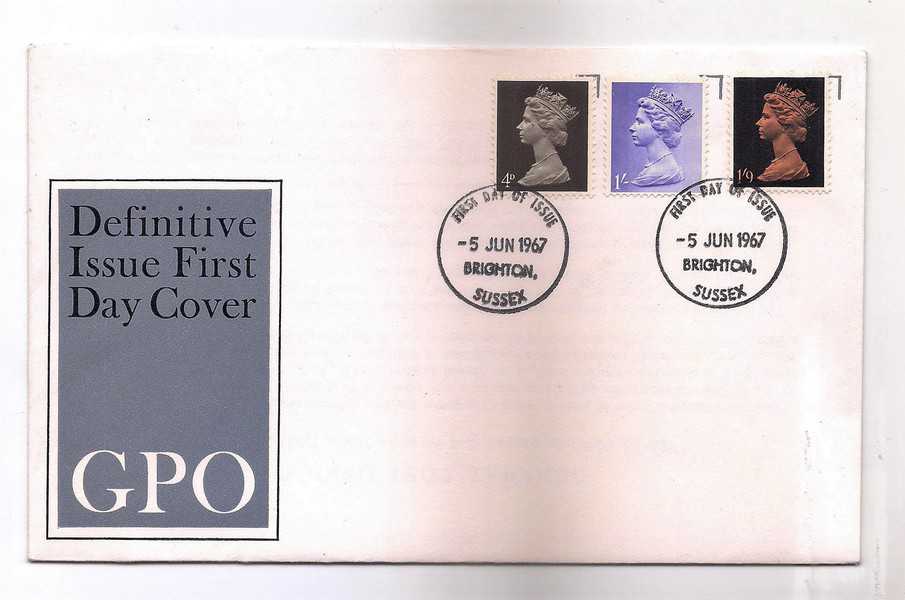 4D
1/-
1/9
FIRST DAY OF ISSUE
-5 JUN 1967
BRIGHTON,
SUSSEX
FIRST DAY OF ISSUE
-5 JUN 1967
BRIGHTON,
SUSSEX
Definitive
Issue First
Day Cover
GPO